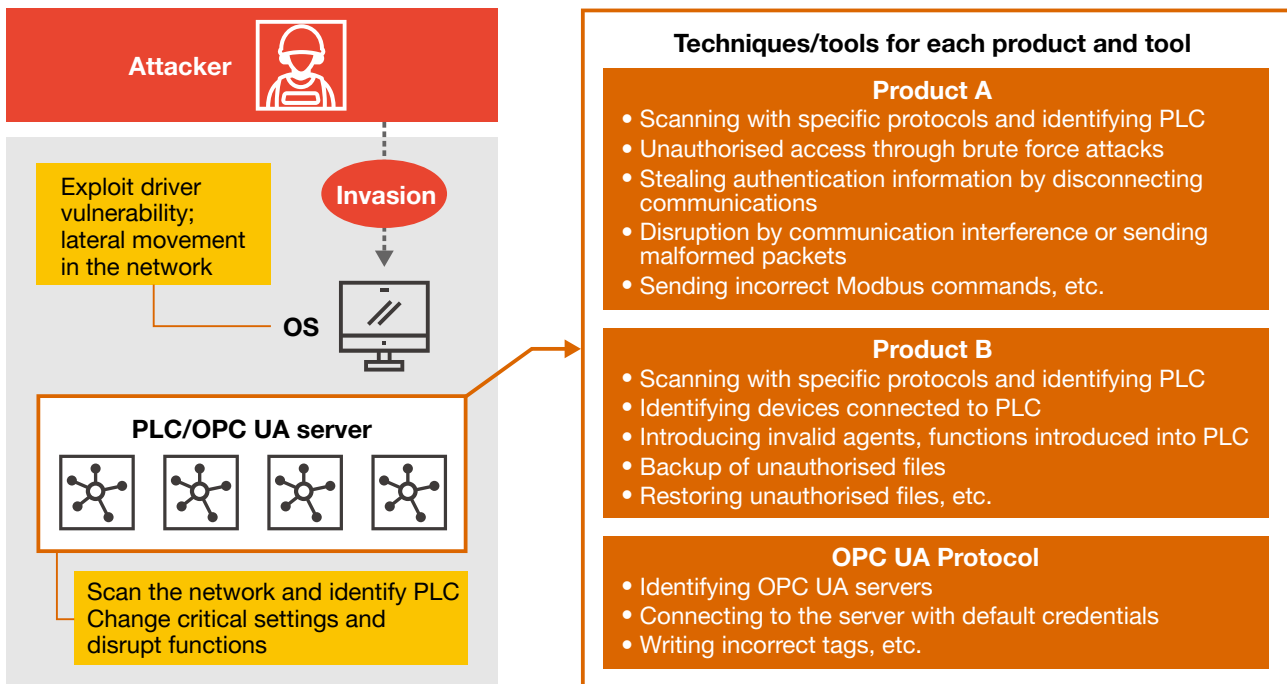 Attacker
Invasion
Exploit driver
vulnerability;
lateral movement
in the network
OS
PLC/OPC UA server
Scan the network and identify PLC
Change critical settings and
disrupt functions
Techniques/tools for each product and tool
Product A
• Scanning with specific protocols and identifying PLC
• Unauthorised access through brute force attacks
• Stealing authentication information by disconnecting
communications
• Disruption by communication interference or sending
malformed packets
• Sending incorrect Modbus commands, etc.
Product B
• Scanning with specific protocols and identifying PLC
• Identifying devices connected to PLC
• Introducing invalid agents, functions introduced into PLC
• Backup of unauthorised files
• Restoring unauthorised files, etc.
OPC UA Protocol
• Identifying OPC UA servers
• Connecting to the server with default credentials
• Writing incorrect tags, etc.